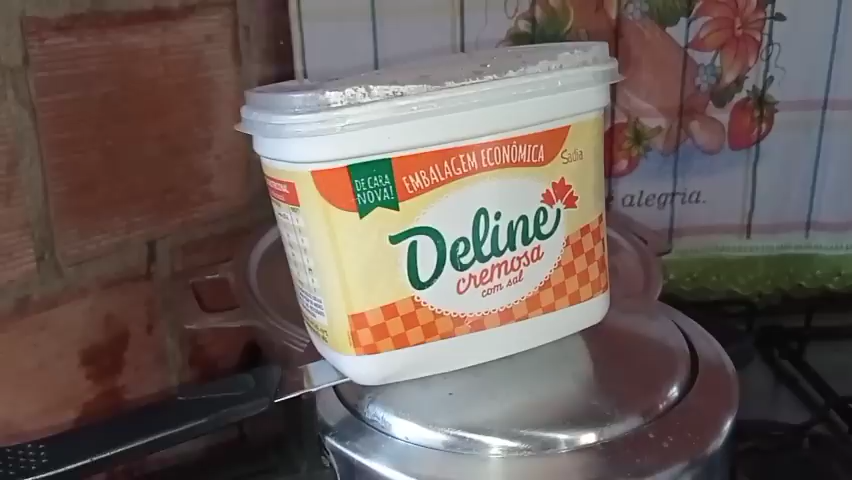 DE CARA
NOVA!
EMBALAGEM ECONÔMICA
Sadia
Deline
cremosa
com sal
alegria.